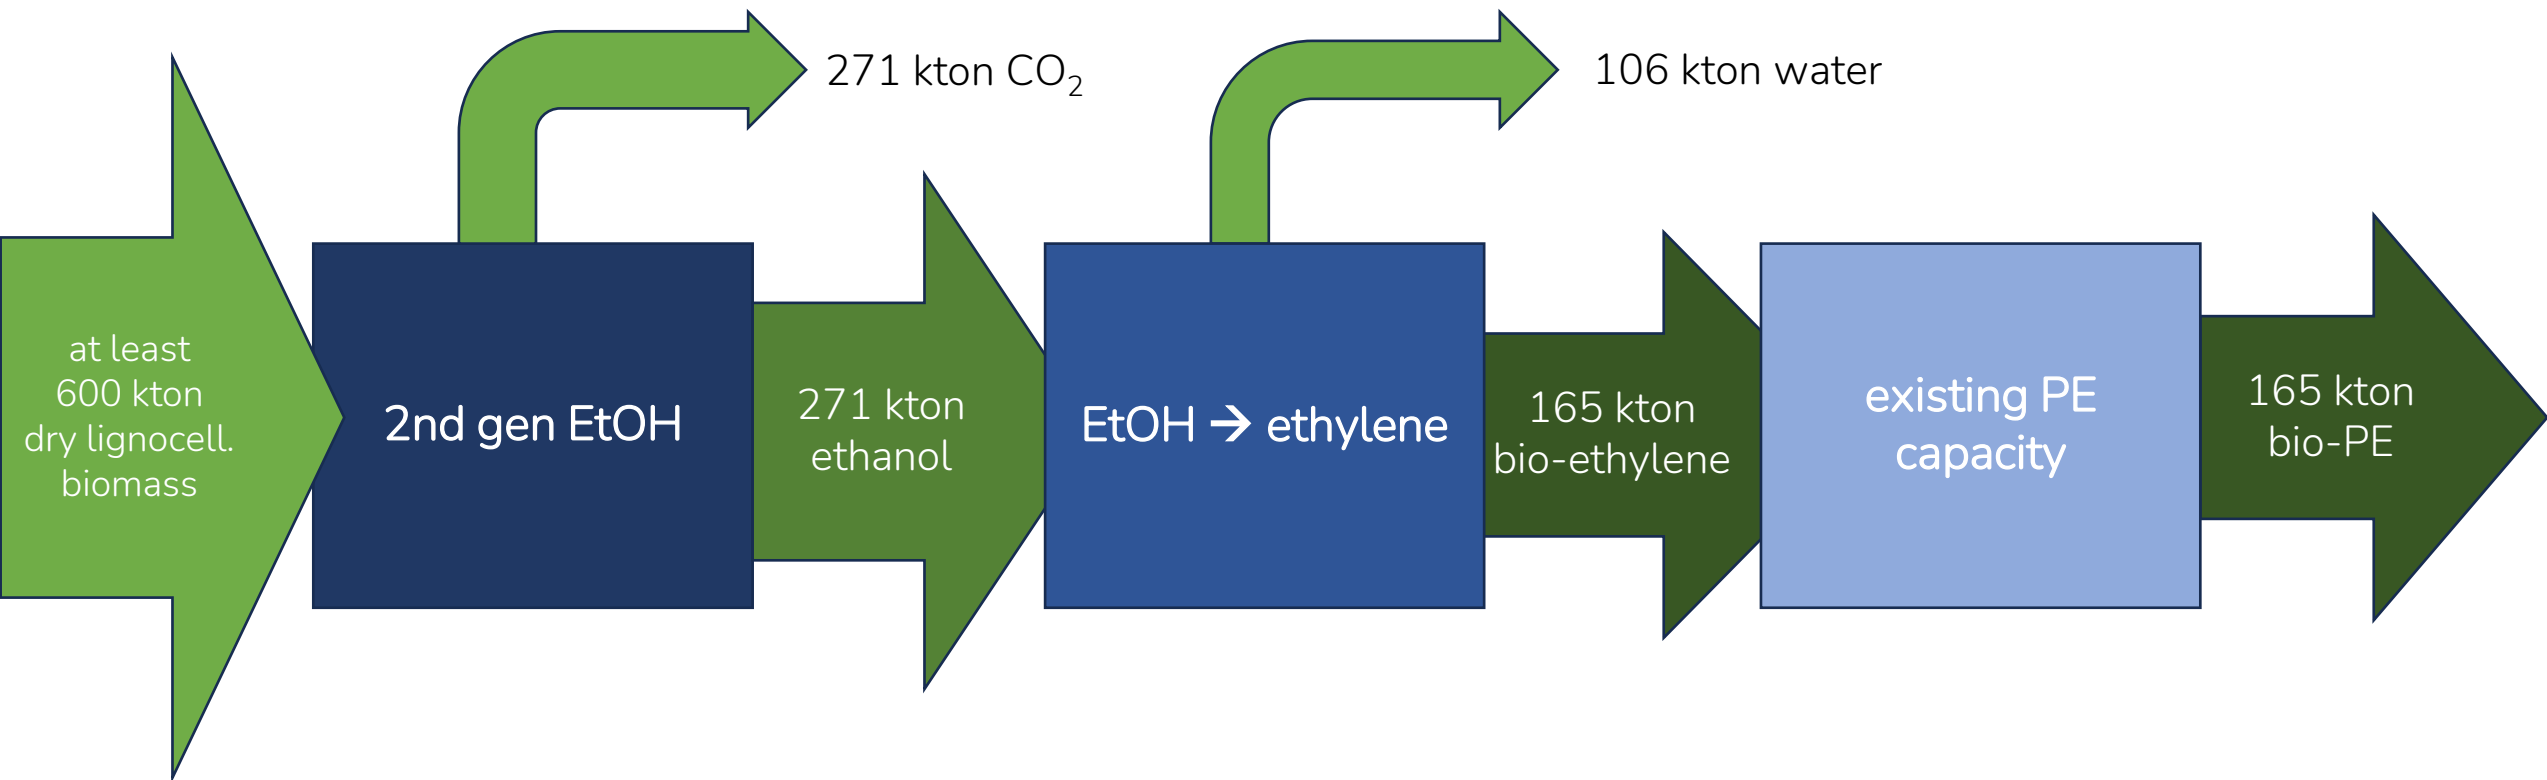 271 kton CO₂
106 kton water
at least
600 kton
dry lignocell.
biomass
2nd gen EtOH
271 kton
ethanol
EtOH → ethylene
165 kton
bio-ethylene
existing PE
capacity
165 kton
bio-PE